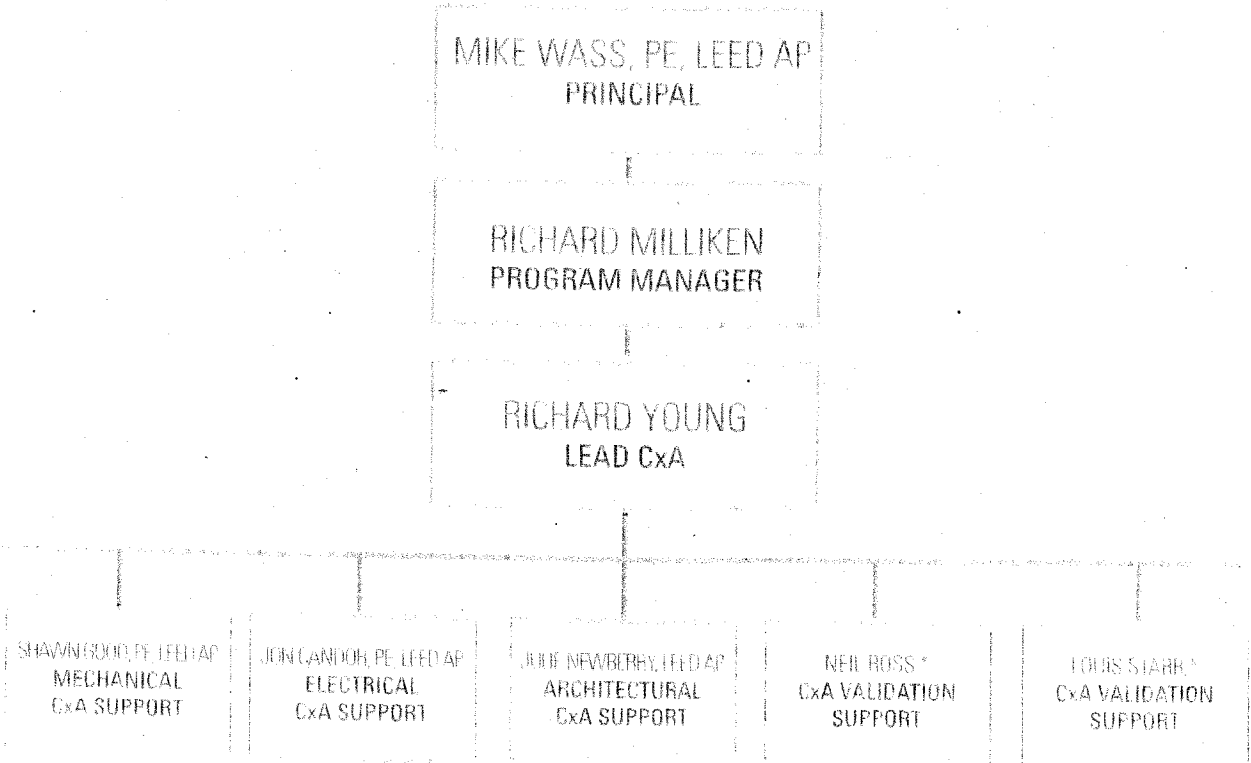 MIKE WASS, PE, LEED AP
PRINCIPAL
RICHARD MILLIKEN
PROGRAM MANAGER
RICHARD YOUNG
LEAD CxA
SHAWN GOOD, PE, LEED AP
MECHANICAL
CxA SUPPORT
JON CANDOR, PE, LEED AP
ELECTRICAL
CxA SUPPORT
JULIE NEWBERRY, LEED AP
ARCHITECTURAL
CxA SUPPORT
NEIL ROSS *
CxA VALIDATION
SUPPORT
LOUIS STARR *
CxA VALIDATION
SUPPORT